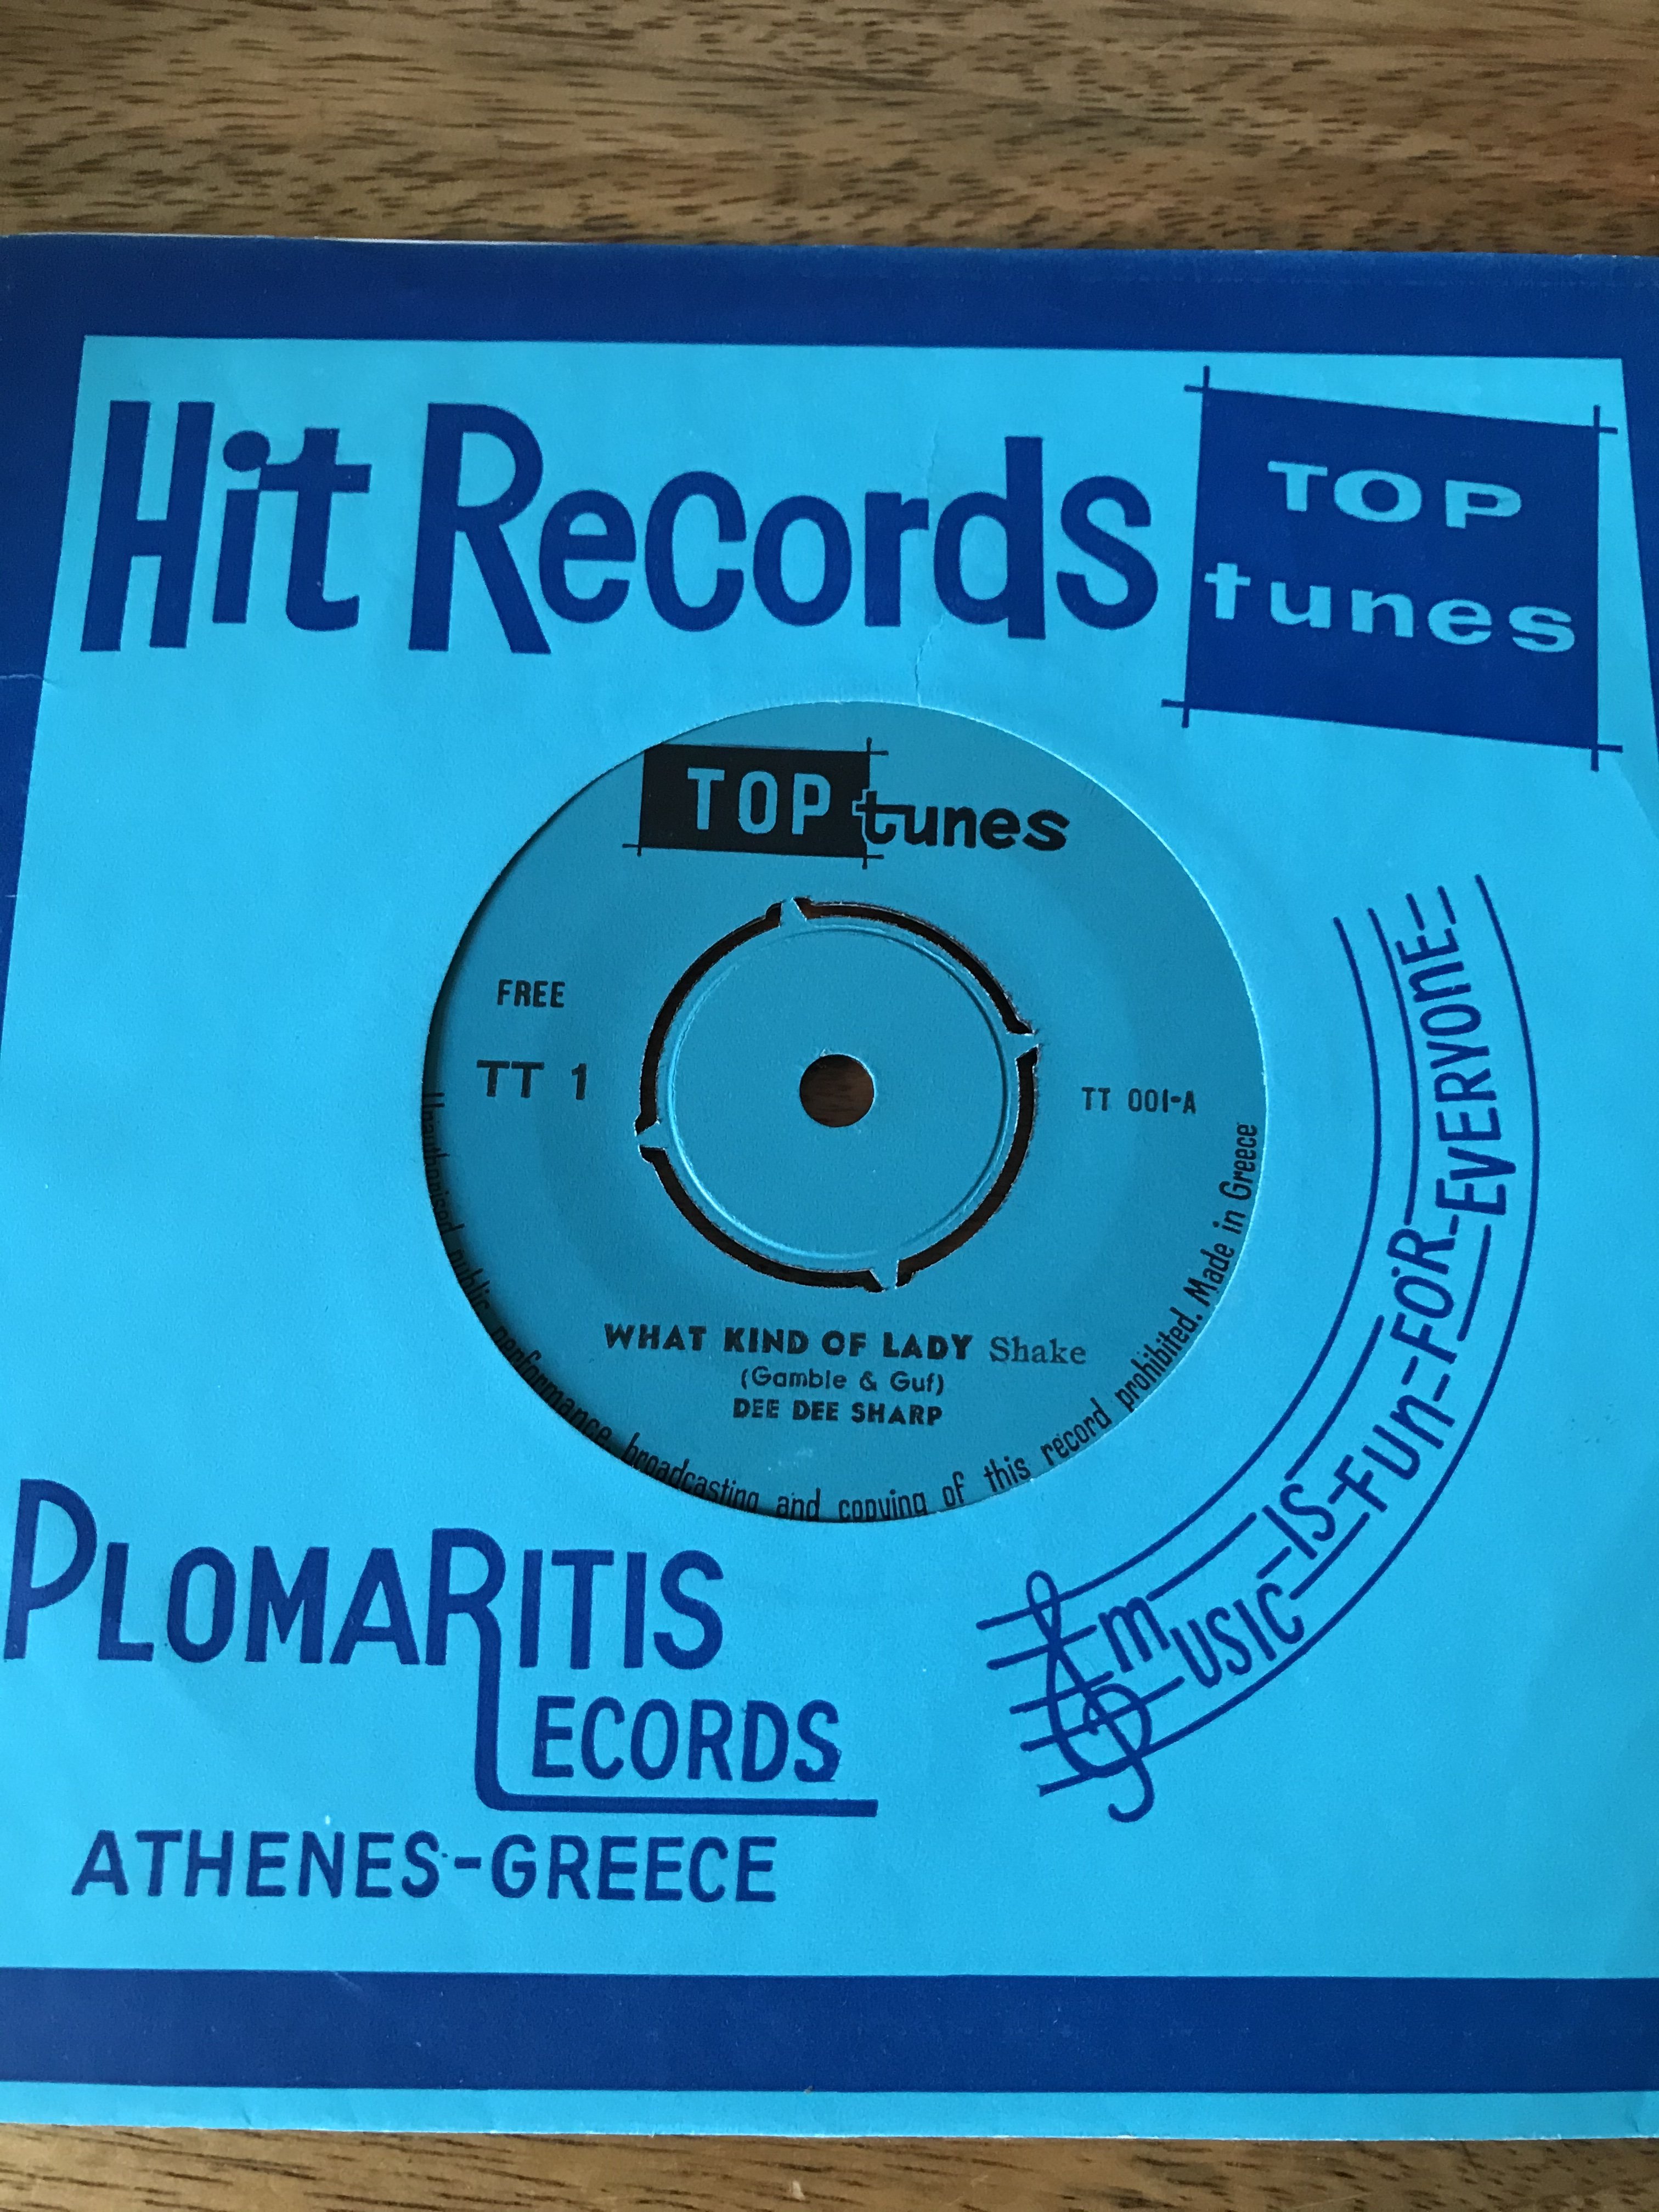 Hit Records
TOP
tunes
TOP tunes
FREE
TT 1
TT 001-A
WHAT KIND OF LADY Shake
(Gamble & Guf)
DEE DEE SHARP
Unauthorised public performance broadcasting and copying of this record prohibited. Made in Greece
MUSIC-IS-FUN-FOR-EVERYONE-
PLOMARITIS
RECORDS
ATHENES-GREECE